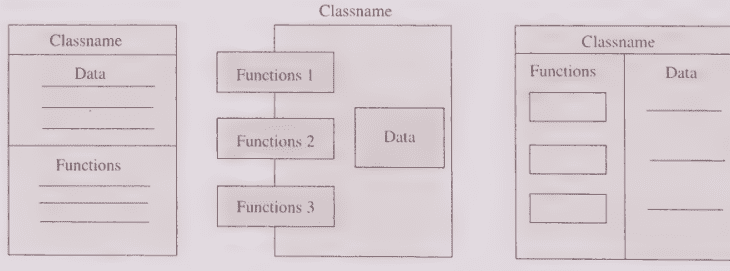 Classname
Data
Functions
Classname
Functions 1
Functions 2
Functions 3
Data
Classname
Functions
Data